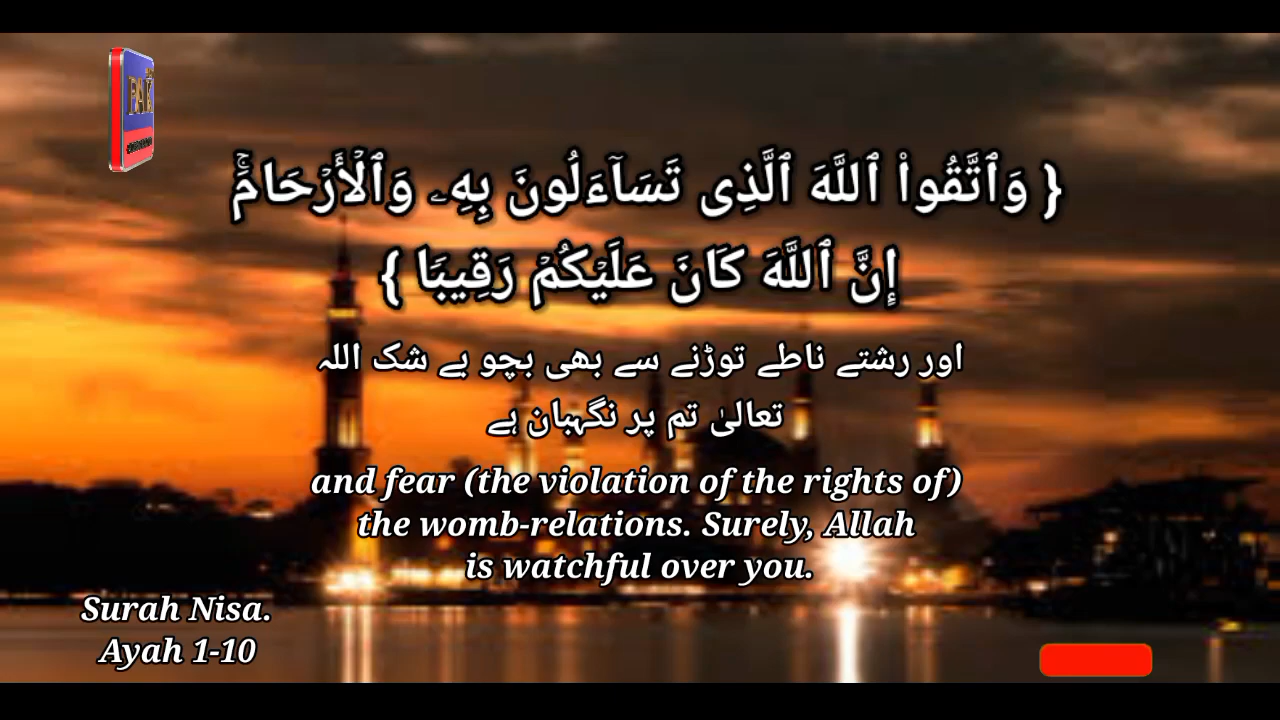 PAK
{ وَٱتَّقُوا۟ ٱللَّهَ ٱلَّذِى تَسَآءَلُونَ بِهِۦ وَٱلْأَرْحَامَۚ
إِنَّ ٱللَّهَ كَانَ عَلَيْكُمْ رَقِيبًا }
اور رشتے ناطے توڑنے سے بھی بچو بے شک اللہ
تعالیٰ تم پر نگہبان ہے
and fear (the violation of the rights of)
the womb-relations. Surely, Allah
is watchful over you.
Surah Nisa.
Ayah 1-10